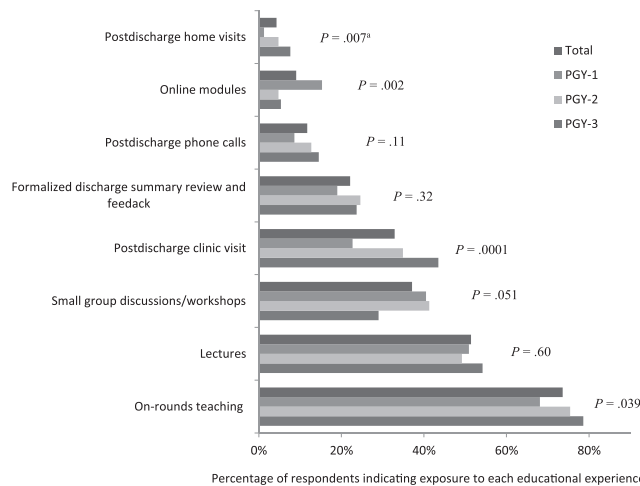 Postdischarge home visits
P = .007a
Total
Online modules
P = .002
PGY-1
PGY-2
Postdischarge phone calls
P = .11
PGY-3
Formalized discharge summary review and
feedack
P = .32
Postdischarge clinic visit
P = .0001
Small group discussions/workshops
P = .051
Lectures
P = .60
On-rounds teaching
P = .039
0%
20%
40%
60%
80%
Percentage of respondents indicating exposure to each educational experience